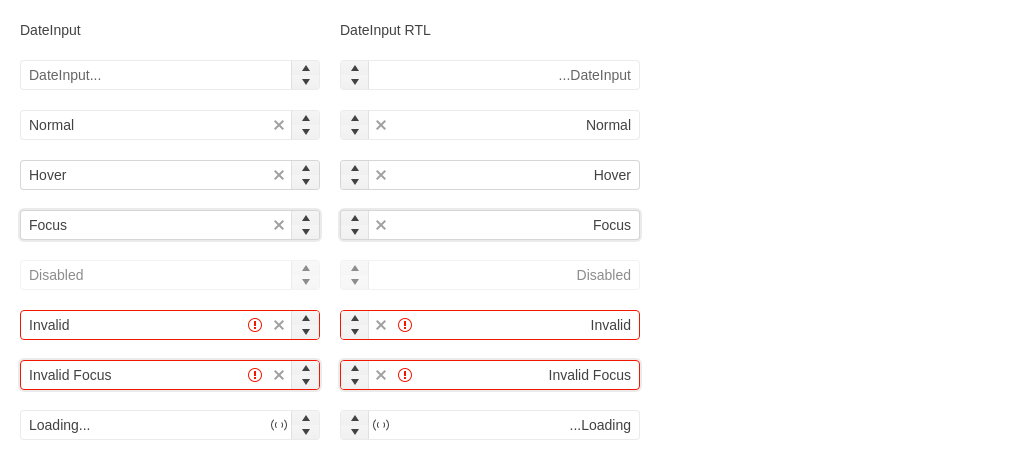 DateInput DateInput RTL
DateInput... ...DateInput
Normal Normal
Hover Hover
Focus Focus
Disabled Disabled
Invalid Invalid
Invalid Focus Invalid Focus
Loading... ...Loading